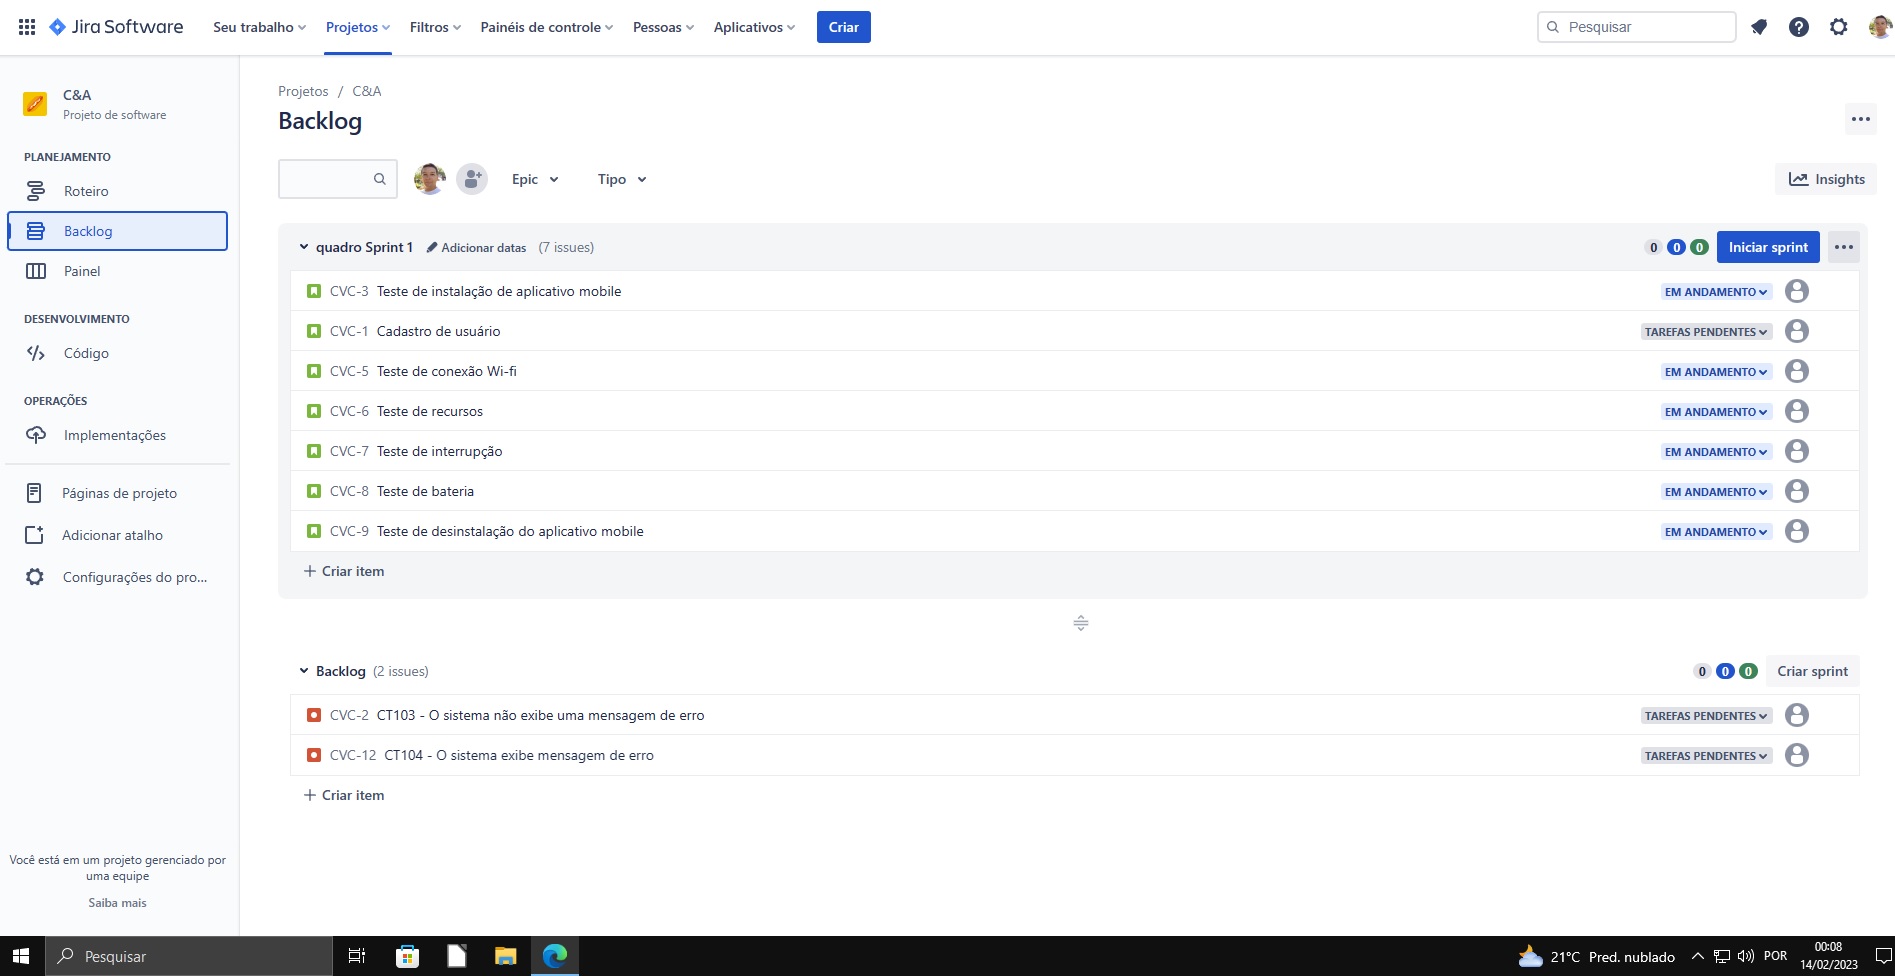 Jira Software
Seu trabalho Projetos Filtros Painéis de controle Pessoas Aplicativos Criar Pesquisar
C&A
Projeto de software
PLANEJAMENTO
Roteiro
Backlog
Painel
DESENVOLVIMENTO
Código
OPERAÇÕES
Implementações
Páginas de projeto
Adicionar atalho
Configurações do pro...
Você está em um projeto gerenciado por
uma equipe
Saiba mais
Projetos / C&A
Backlog
Epic Tipo Insights
quadro Sprint 1 Adicionar datas (7 issues) 0 0 0 Iniciar sprint
CVC-3 Teste de instalação de aplicativo mobile EM ANDAMENTO
CVC-1 Cadastro de usuário TAREFAS PENDENTES
CVC-5 Teste de conexão Wi-fi EM ANDAMENTO
CVC-6 Teste de recursos EM ANDAMENTO
CVC-7 Teste de interrupção EM ANDAMENTO
CVC-8 Teste de bateria EM ANDAMENTO
CVC-9 Teste de desinstalação do aplicativo mobile EM ANDAMENTO
+ Criar item
Backlog (2 issues) 0 0 0 Criar sprint
CVC-2 CT103 - O sistema não exibe uma mensagem de erro TAREFAS PENDENTES
CVC-12 CT104 - O sistema exibe mensagem de erro TAREFAS PENDENTES
+ Criar item
Pesquisar
21°C Pred. nublado POR 00:08
14/02/2023